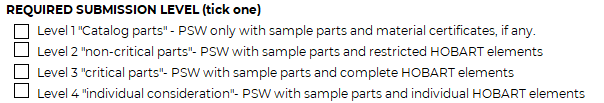 REQUIRED SUBMISSION LEVEL (tick one)
Level 1 "Catalog parts" - PSW only with sample parts and material certificates, if any.
Level 2 "non-critical parts"- PSW with sample parts and restricted HOBART elements
Level 3 "critical parts"- PSW with sample parts and complete HOBART elements
Level 4 "individual consideration"- PSW with sample parts and individual HOBART elements